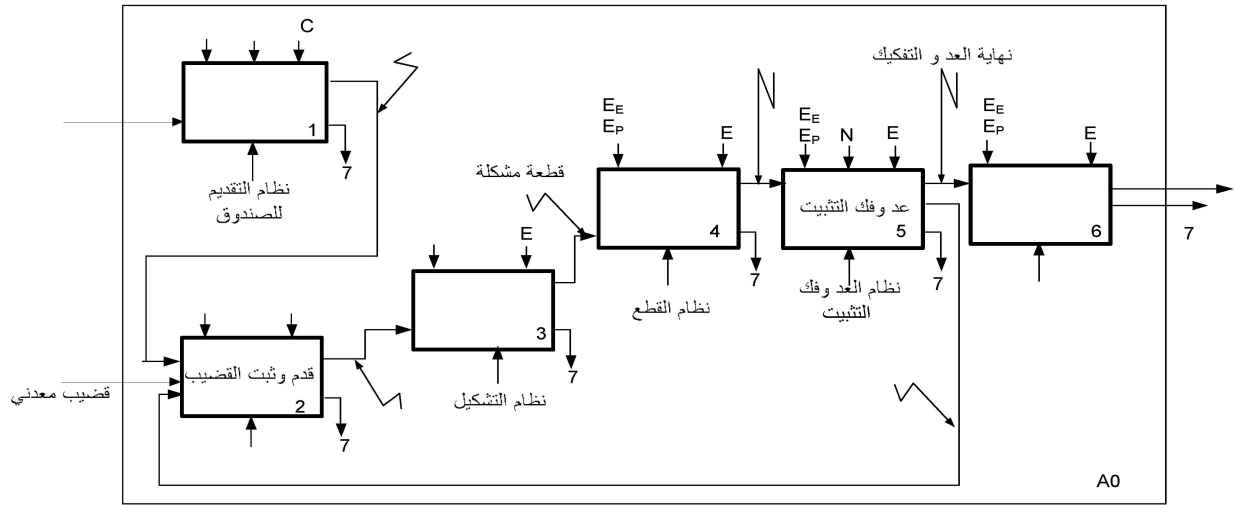 C
1
7
نظام التقديم
للصندوق
قضيب معدني
قدم وثبت القضيب
2
7
E
3
7
نظام التشكيل
قطعة مشكلة
EE
EP
E
4
7
نظام القطع
EE
EP
N
E
عد وفك التثبيت
5
7
نظام العد وفك
التثبيت
نهاية العد و التفكيك
EE
EP
E
6
7
A0